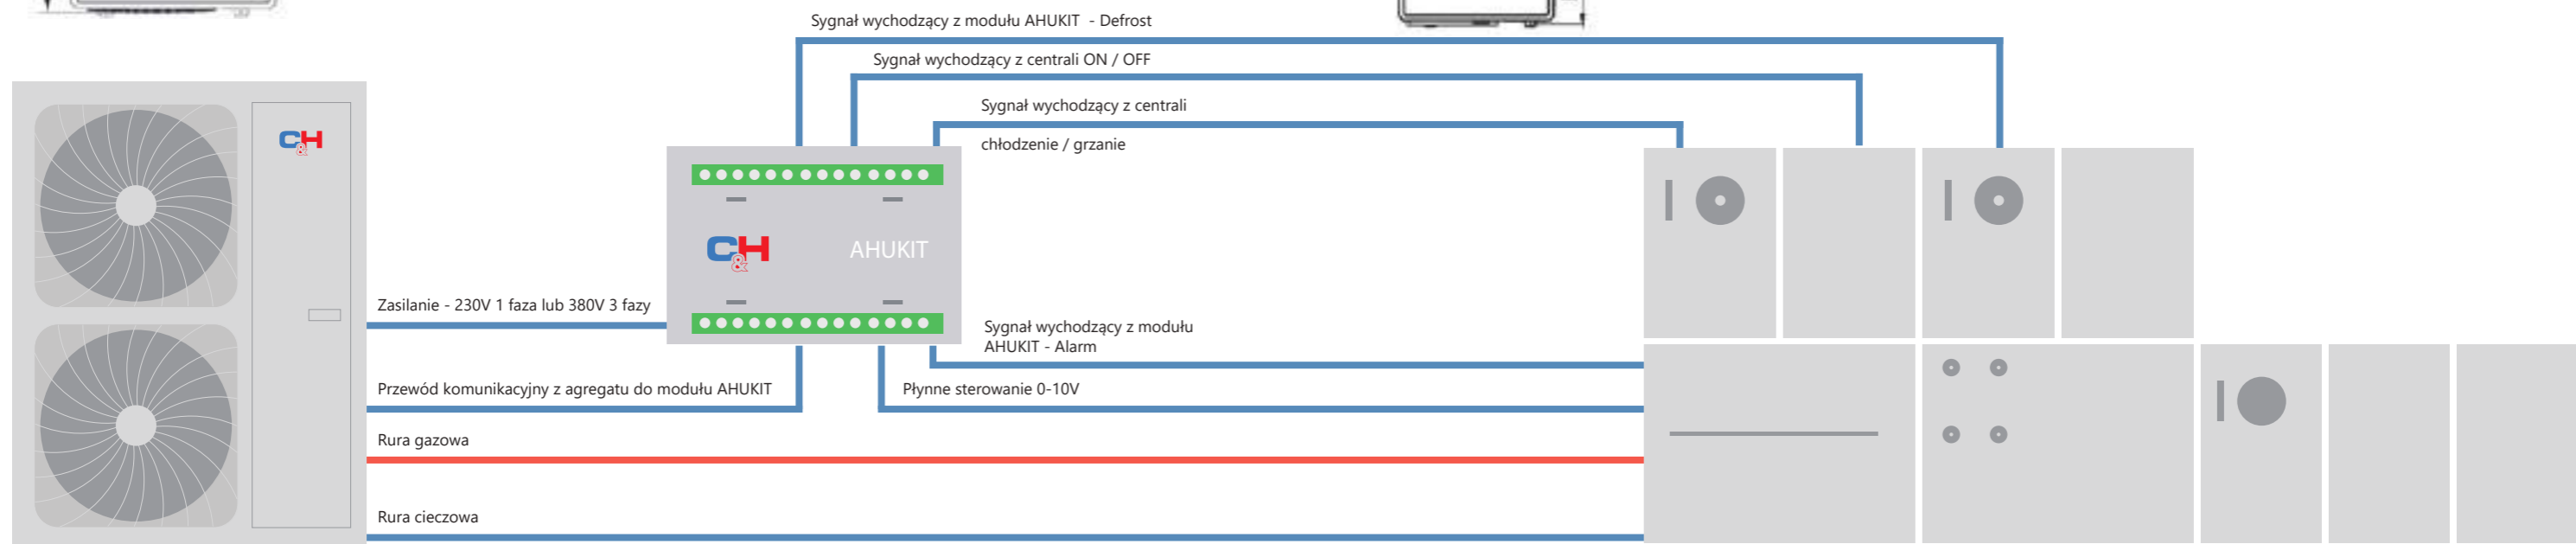 Sygnał wychodzący z modułu AHUKIT - Defrost
Sygnał wychodzący z centrali ON / OFF
Sygnał wychodzący z centrali
chłodzenie / grzanie
C&H
C&H
AHUKIT
Zasilanie - 230V 1 faza lub 380V 3 fazy
Sygnał wychodzący z modułu
AHUKIT - Alarm
Przewód komunikacyjny z agregatu do modułu AHUKIT
Płynne sterowanie 0-10V
Rura gazowa
Rura cieczowa